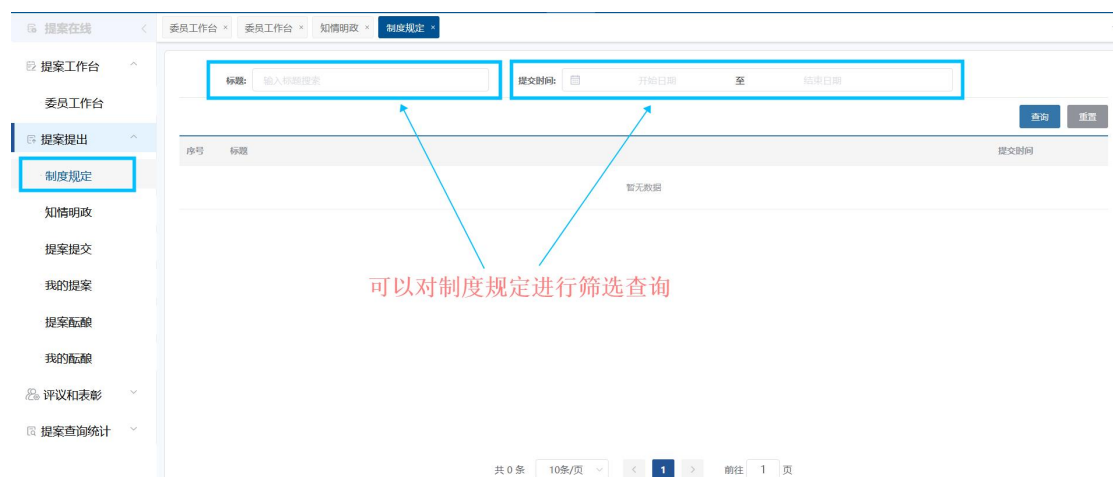 提案在线
委员工作台 × 委员工作台 × 知情明政 × 制度规定 ×
提案工作台
委员工作台
提案提出
制度规定
知情明政
提案提交
我的提案
提案酝酿
我的酝酿
评议和表彰
提案查询统计
标题: 输入标题搜索 提交时间: 开始日期 至 结束日期
查询 重置
序号 标题 提交时间
暂无数据
可以对制度规定进行筛选查询
共 0 条 10条/页 < 1 > 前往 1 页